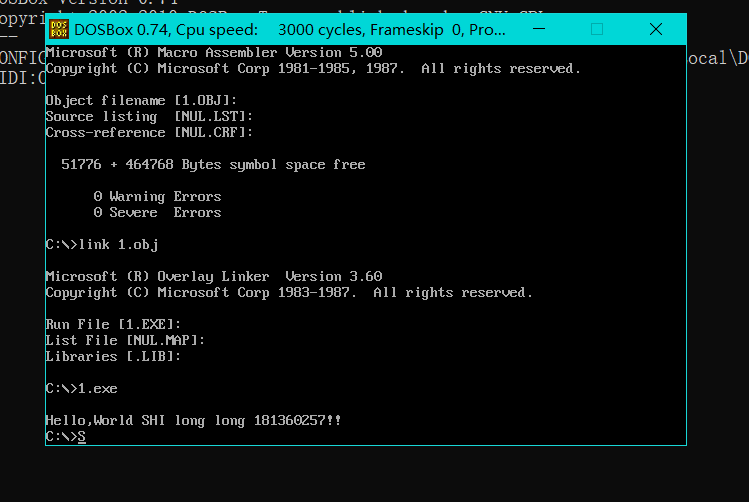 DOSBox 0.74, Cpu speed: 3000 cycles, Frameskip 0, Pro...
Microsoft (R) Macro Assembler Version 5.00
Copyright (C) Microsoft Corp 1981-1985, 1987. All rights reserved.
Object filename [1.OBJ]:
Source listing [NUL.LST]:
Cross-reference [NUL.CRF]:
51776 + 464768 Bytes symbol space free
0 Warning Errors
0 Severe Errors
C:\>link 1.obj
Microsoft (R) Overlay Linker Version 3.60
Copyright (C) Microsoft Corp 1983-1987. All rights reserved.
Run File [1.EXE]:
List File [NUL.MAP]:
Libraries [.LIB]:
C:\>1.exe
Hello,World SHI long long 181360257!!
C:\>S